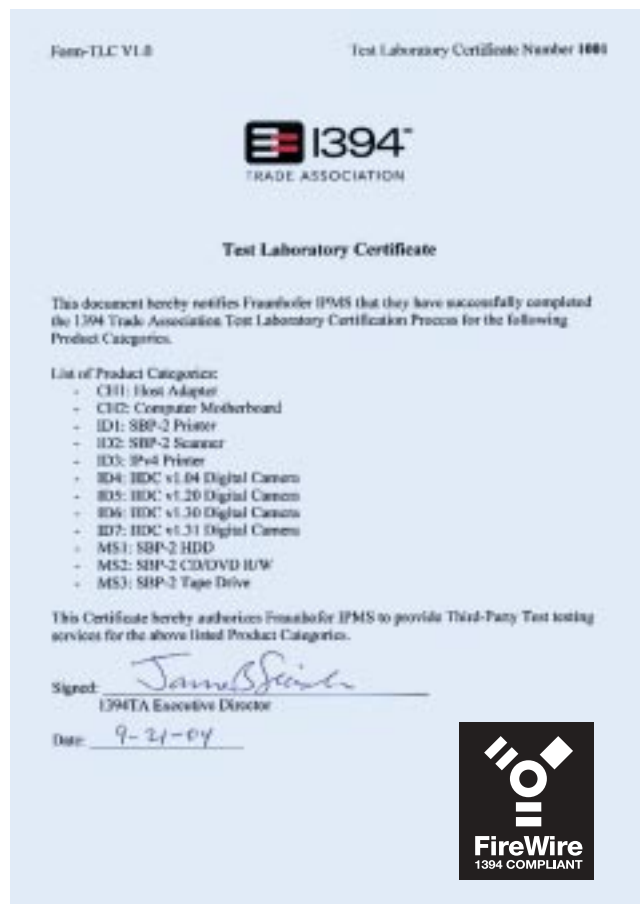 Form-TLC V1.0
Test Laboratory Certificate Number 1001
1394™
TRADE ASSOCIATION
Test Laboratory Certificate
This document hereby notifies Fraunhofer IPMS that they have successfully completed
the 1394 Trade Association Test Laboratory Certification Process for the following
Product Categories.
List of Product Categories:
- CH1: Host Adapter
- CH2: Computer Motherboard
- ID1: SBP-2 Printer
- ID2: SBP-2 Scanner
- ID3: IPv4 Printer
- ID4: IIDC v1.04 Digital Camera
- ID5: IIDC v1.20 Digital Camera
- ID6: IIDC v1.30 Digital Camera
- ID7: IIDC v1.31 Digital Camera
- MS1: SBP-2 HDD
- MS2: SBP-2 CD/DVD R/W
- MS3: SBP-2 Tape Drive
This Certificate hereby authorizes Fraunhofer IPMS to provide Third-Party Test testing
services for the above listed Product Categories.
Signed:
1394TA Executive Director
Date: 9-21-04
FireWire
1394 COMPLIANT